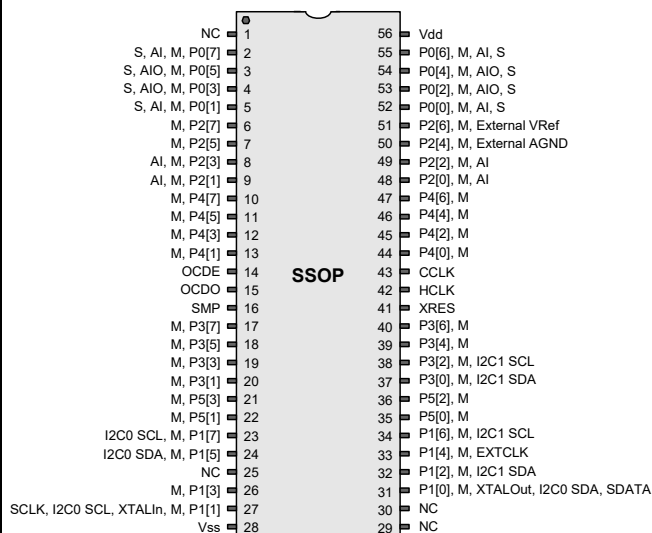 NC 1 56 Vdd
S, AI, M, P0[7] 2 55 P0[6], M, AI, S
S, AIO, M, P0[5] 3 54 P0[4], M, AIO, S
S, AIO, M, P0[3] 4 53 P0[2], M, AIO, S
S, AI, M, P0[1] 5 52 P0[0], M, AI, S
M, P2[7] 6 51 P2[6], M, External VRef
M, P2[5] 7 50 P2[4], M, External AGND
AI, M, P2[3] 8 49 P2[2], M, AI
AI, M, P2[1] 9 48 P2[0], M, AI
M, P4[7] 10 47 P4[6], M
M, P4[5] 11 46 P4[4], M
M, P4[3] 12 45 P4[2], M
M, P4[1] 13 44 P4[0], M
OCDE 14 SSOP 43 CCLK
OCDO 15 42 HCLK
SMP 16 41 XRES
M, P3[7] 17 40 P3[6], M
M, P3[5] 18 39 P3[4], M
M, P3[3] 19 38 P3[2], M, I2C1 SCL
M, P3[1] 20 37 P3[0], M, I2C1 SDA
M, P5[3] 21 36 P5[2], M
M, P5[1] 22 35 P5[0], M
I2C0 SCL, M, P1[7] 23 34 P1[6], M, I2C1 SCL
I2C0 SDA, M, P1[5] 24 33 P1[4], M, EXTCLK
NC 25 32 P1[2], M, I2C1 SDA
M, P1[3] 26 31 P1[0], M, XTALOut, I2C0 SDA, SDATA
SCLK, I2C0 SCL, XTALIn, M, P1[1] 27 30 NC
Vss 28 29 NC